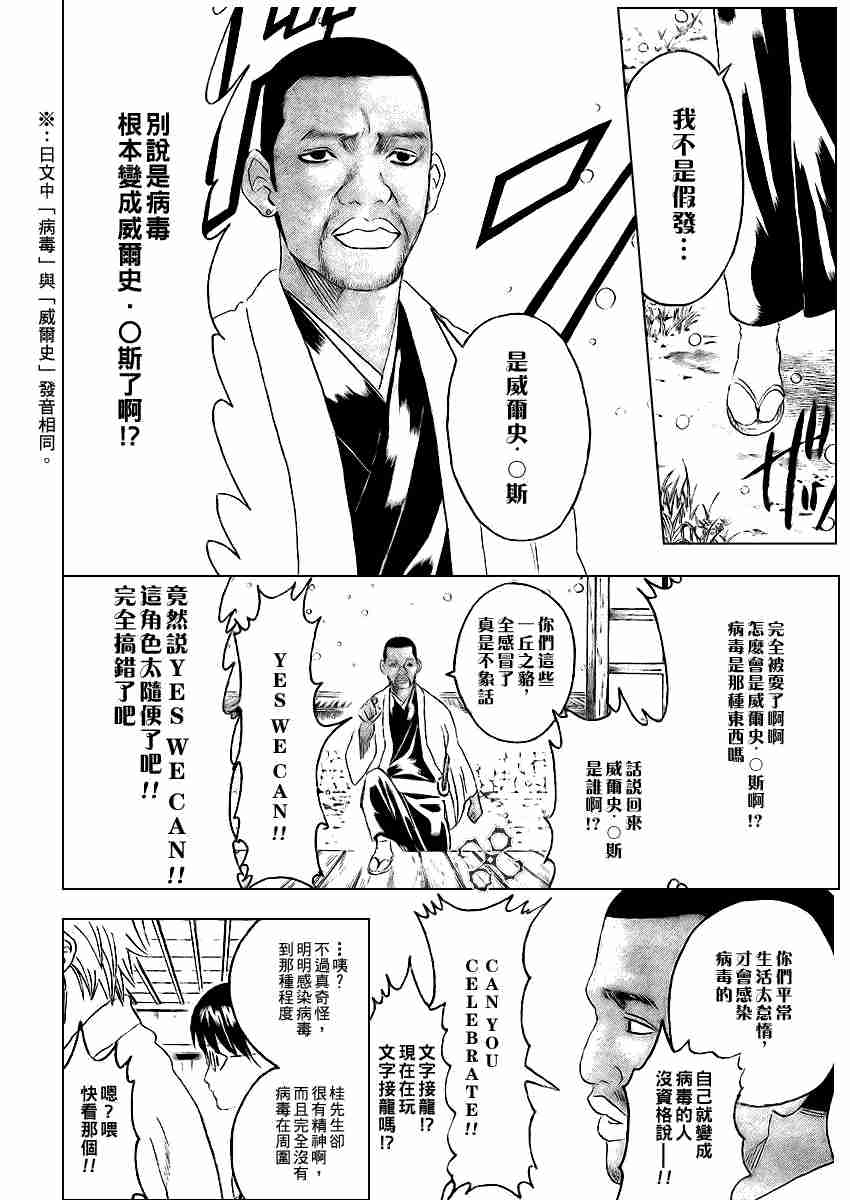 我不是假發…
是威爾史．〇斯
別說是病毒
根本變成威爾史．〇斯了啊!?
※：日文中「病毒」與「威爾史」發音相同。
完全被耍了啊啊
怎麼會是威爾史．〇斯啊!?
病毒是那種東西嗎
話說回來
威爾史．〇斯
是誰啊!?
你們這些
一丘之貉，
全感冒了
真是不象話
YES WE CAN!!
竟然說YES WE CAN!!
這角色太隨便了吧!!
完全搞錯了吧
你們平常
生活太怠惰，
才會感染
病毒的
自己就變成
病毒的人
沒資格說──!!
CAN YOU
CELEBRATE!!
文字接龍!?
現在在玩
文字接龍嗎!?
…咦？
不過真奇怪，
明明感染病毒
到那種程度
桂先生卻
很有精神啊，
而且完全沒有
病毒在周圍
嗯？喂
快看那個!!